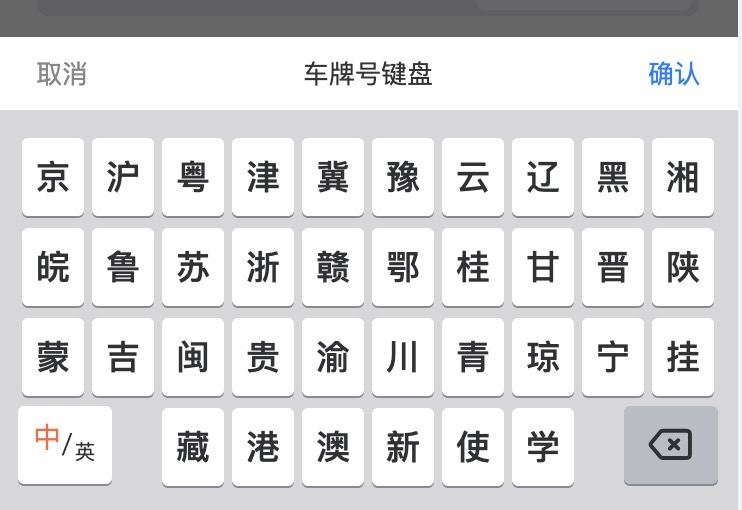 取消 车牌号键盘 确认
京 沪 粤 津 冀 豫 云 辽 黑 湘
皖 鲁 苏 浙 赣 鄂 桂 甘 晋 陕
蒙 吉 闽 贵 渝 川 青 琼 宁 挂
中/英 藏 港 澳 新 使 学